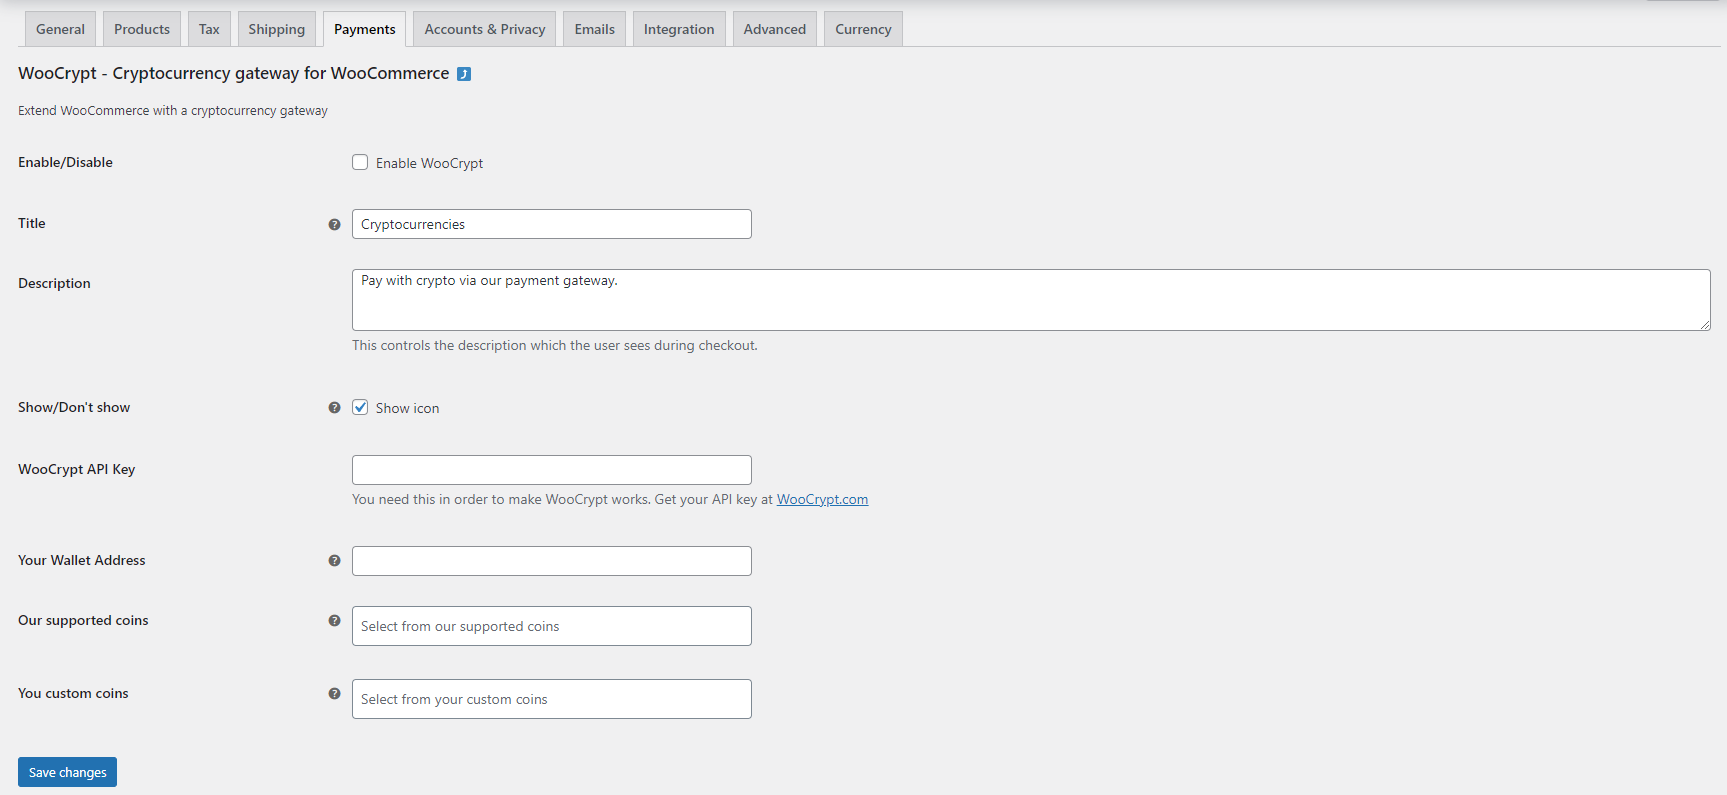 General
Products
Tax
Shipping
Payments
Accounts & Privacy
Emails
Integration
Advanced
Currency
WooCrypt - Cryptocurrency gateway for WooCommerce
Extend WooCommerce with a cryptocurrency gateway
Enable/Disable
Enable WooCrypt
Title
Cryptocurrencies
Description
Pay with crypto via our payment gateway.
This controls the description which the user sees during checkout.
Show/Don't show
Show icon
WooCrypt API Key
You need this in order to make WooCrypt works. Get your API key at WooCrypt.com
Your Wallet Address
Our supported coins
Select from our supported coins
You custom coins
Select from your custom coins
Save changes